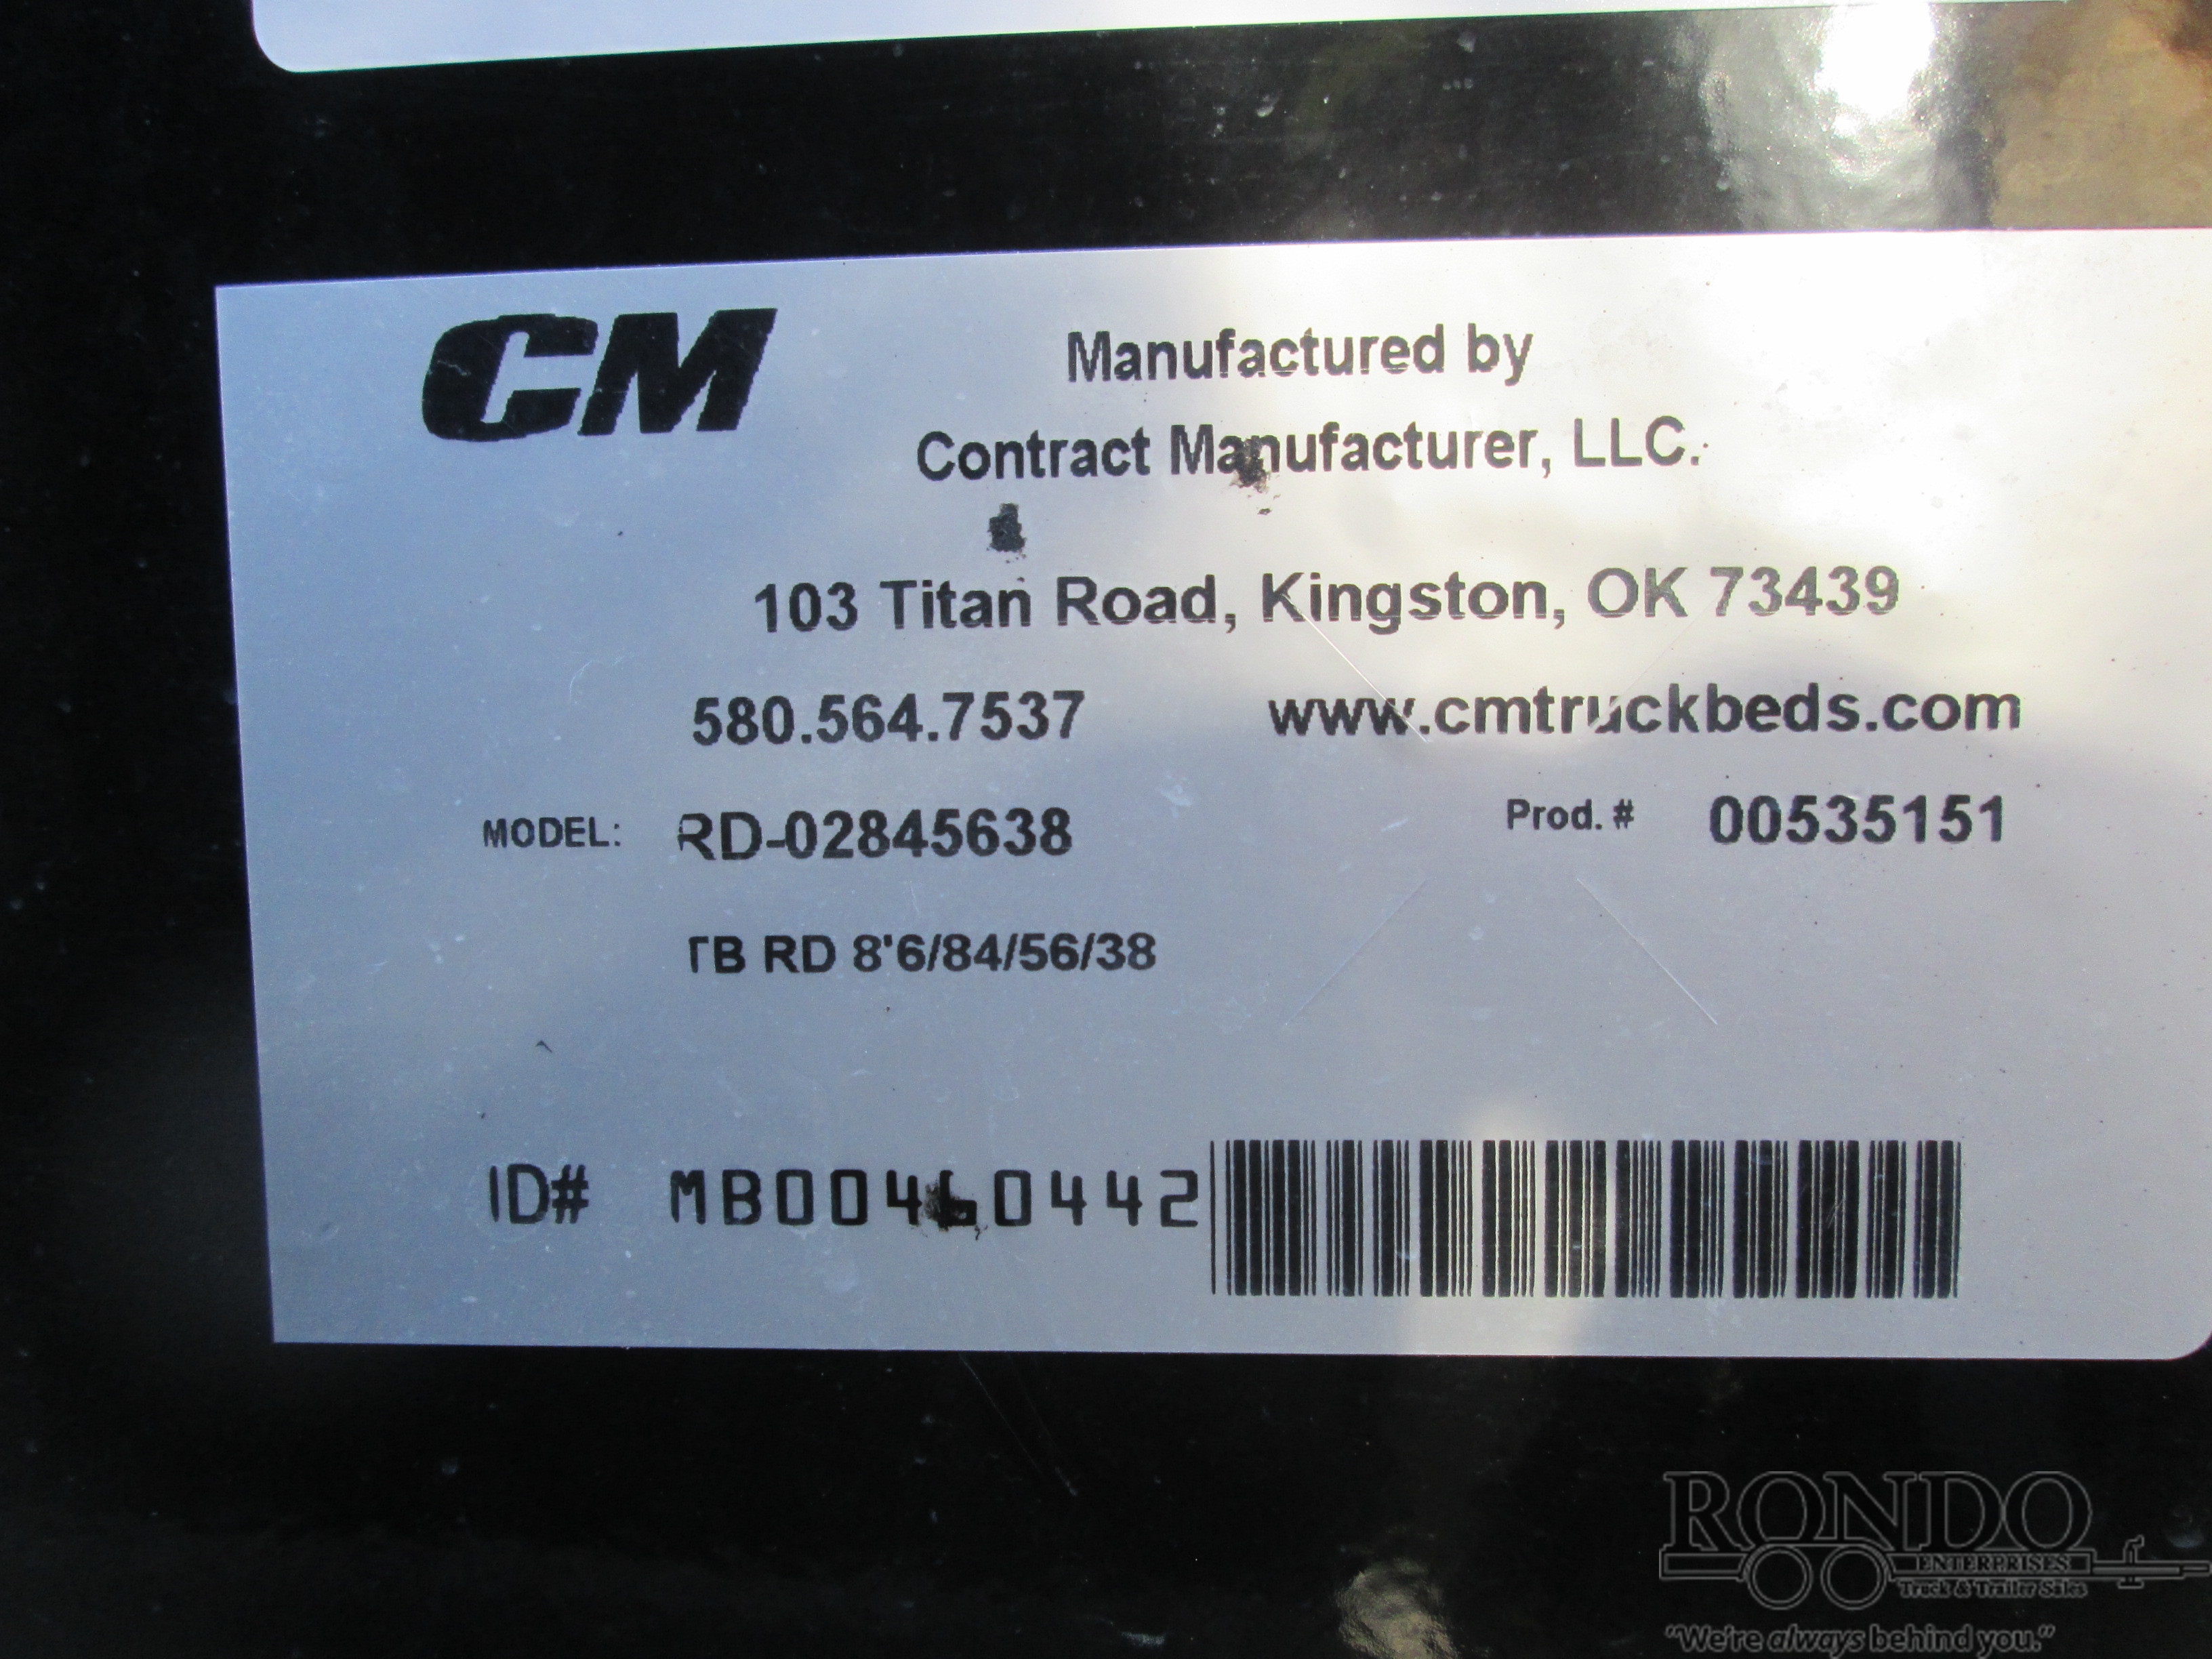 CM
Manufactured by
Contract Manufacturer, LLC.
103 Titan Road, Kingston, OK 73439
580.564.7537 www.cmtruckbeds.com
MODEL: RD-02845638 Prod. # 00535151
TB RD 8'6/84/56/38
ID# MB00460442
RONDO
ENTERPRISES
Truck & Trailer Sales
"We're always behind you."